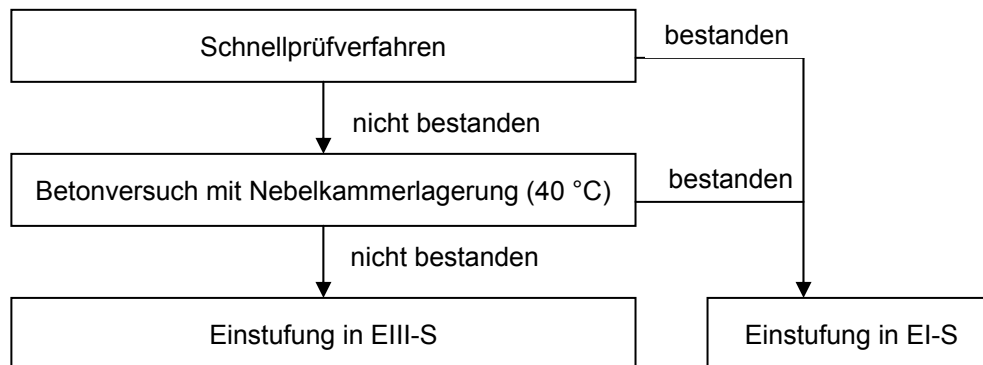 Schnellprüfverfahren
bestanden
nicht bestanden
Betonversuch mit Nebelkammerlagerung (40 °C)
bestanden
nicht bestanden
Einstufung in EIII-S
Einstufung in EI-S